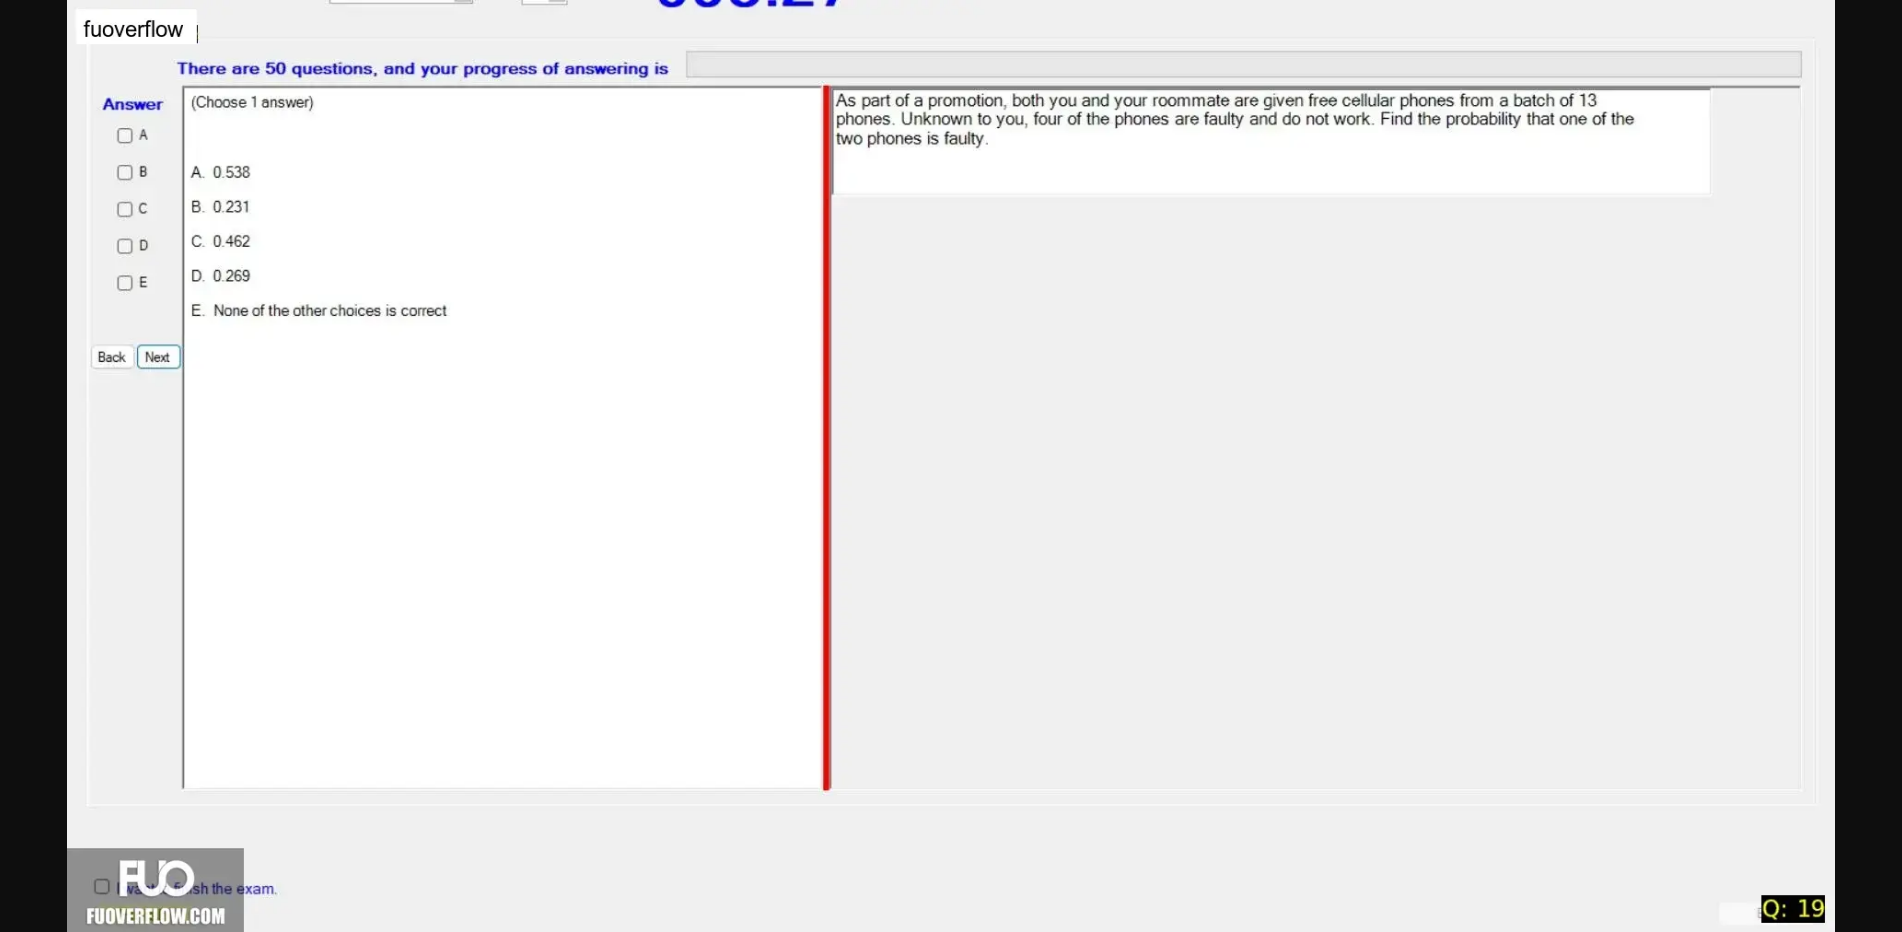 fuoverflow
There are 50 questions, and your progress of answering is
Answer
A
B
C
D
E
Back Next
(Choose 1 answer)
A. 0.538
B. 0.231
C. 0.462
D. 0.269
E. None of the other choices is correct
As part of a promotion, both you and your roommate are given free cellular phones from a batch of 13
phones. Unknown to you, four of the phones are faulty and do not work. Find the probability that one of the
two phones is faulty.
the exam.
FUO
FUOVERFLOW.COM
Q: 19